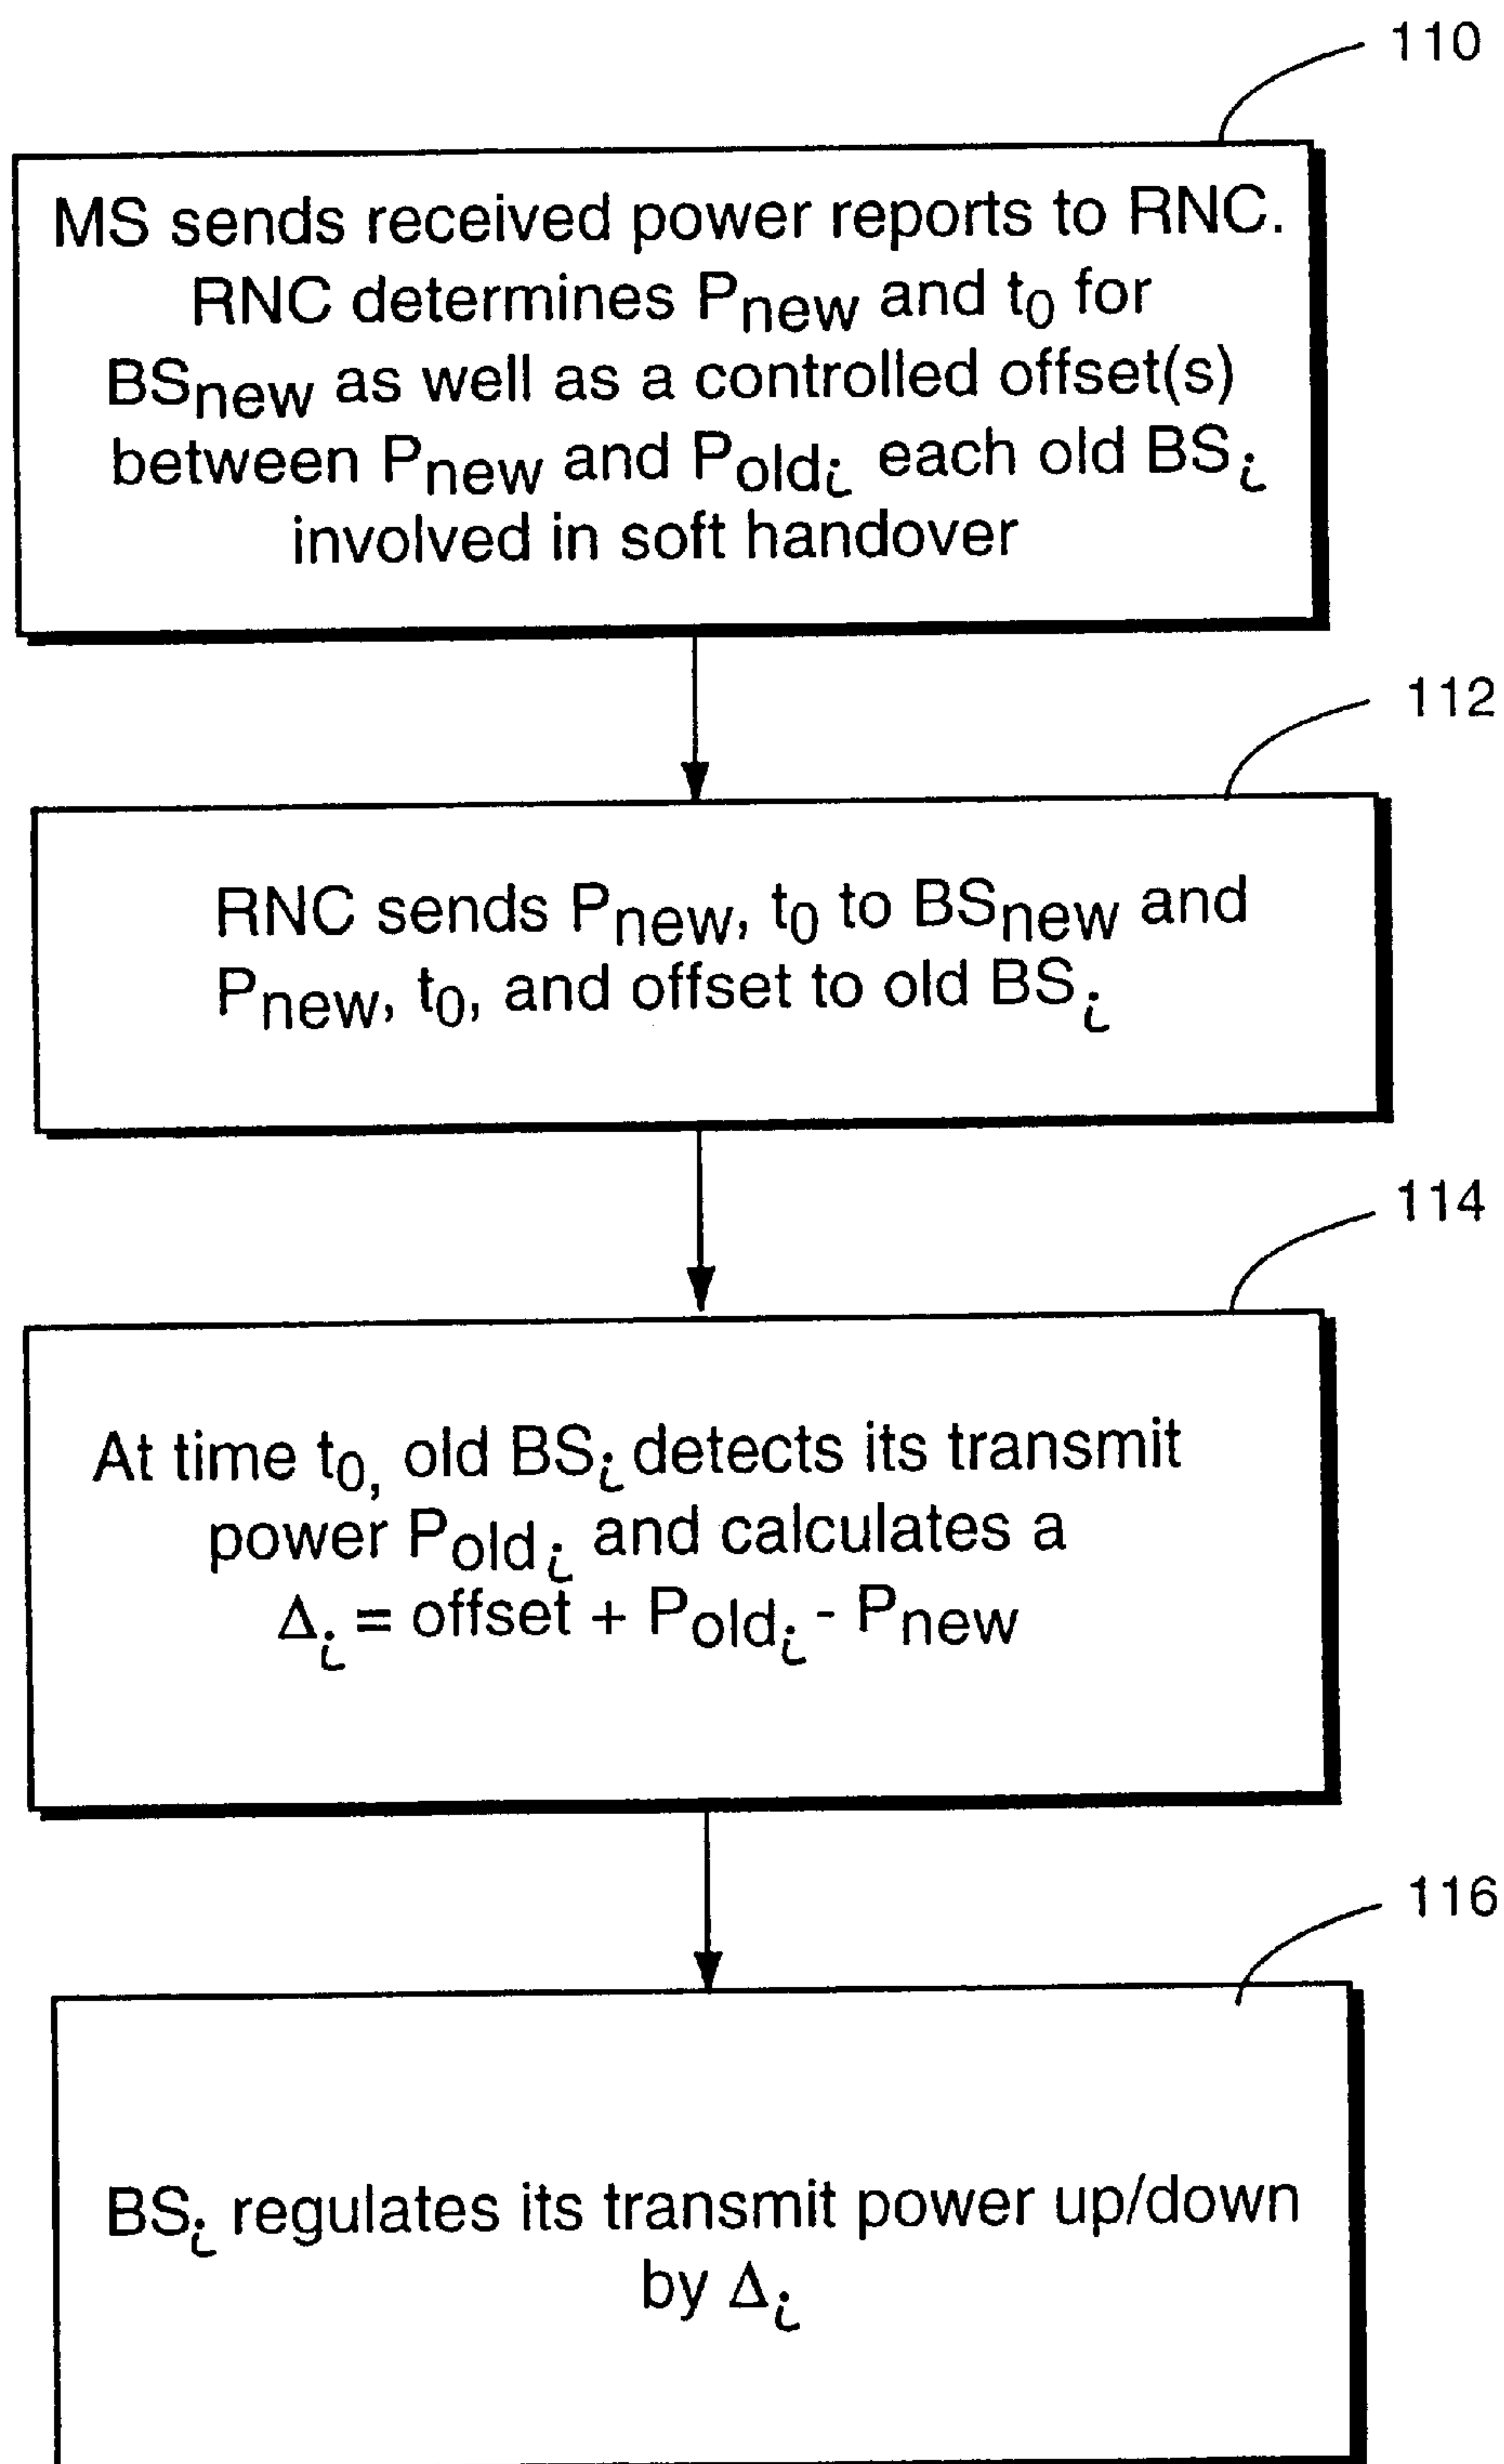 110
MS sends received power reports to RNC.
RNC determines Pnew and t0 for
BSnew as well as a controlled offset(s)
between Pnew and Poldi each old BSi
involved in soft handover
112
RNC sends Pnew, t0 to BSnew and
Pnew, t0, and offset to old BSi
114
At time t0, old BSi detects its transmit
power Poldi and calculates a
Δi = offset + Poldi - Pnew
116
BSi regulates its transmit power up/down
by Δi